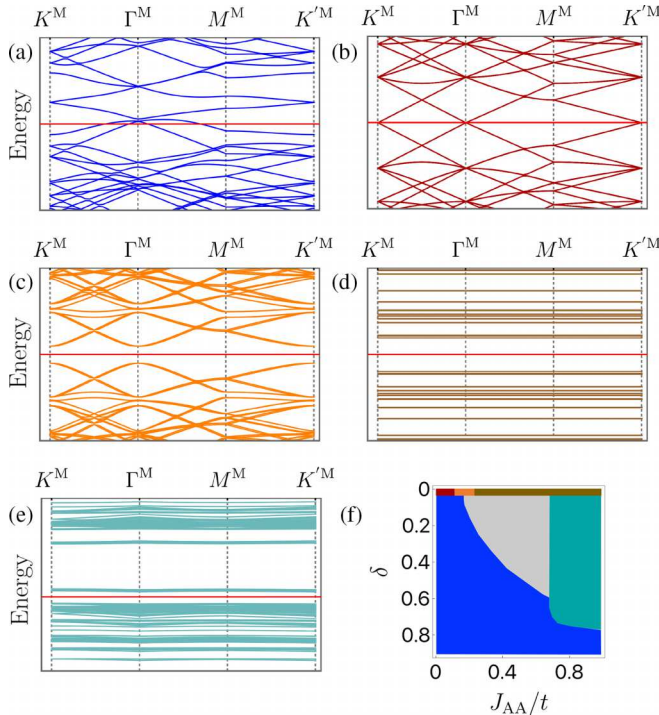 K^M Γ^M M^M K'^M K^M Γ^M M^M K'^M
(a) (b)
Energy
K^M Γ^M M^M K'^M K^M Γ^M M^M K'^M
(c) (d)
Energy
K^M Γ^M M^M K'^M
(e) (f)
Energy
0
0.2
0.4
0.6
0.8
δ
0 0.4 0.8
J_AA/t